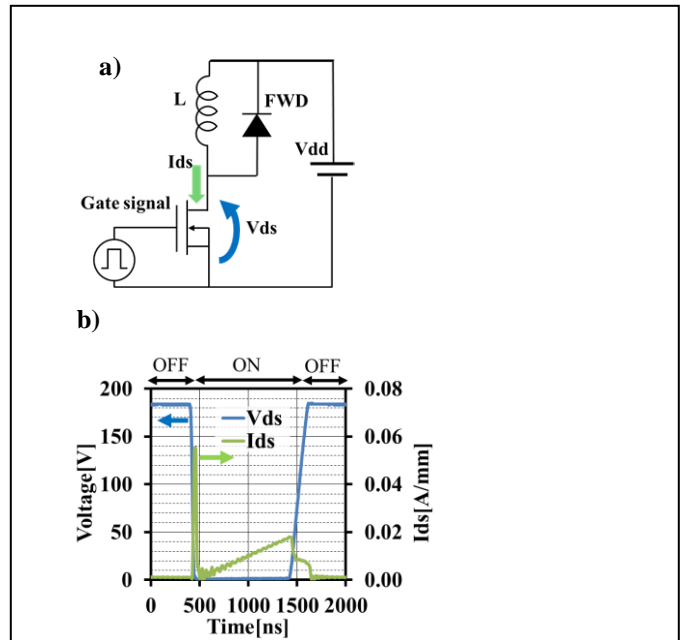 a)
L
FWD
Vdd
Ids
Gate signal
Vds
b)
OFF ON OFF
200 0.08
Vds
Ids
150 0.06
100 0.04
50 0.02
0 0.00
Voltage[V]
Ids[A/mm]
0 500 1000 1500 2000
Time[ns]